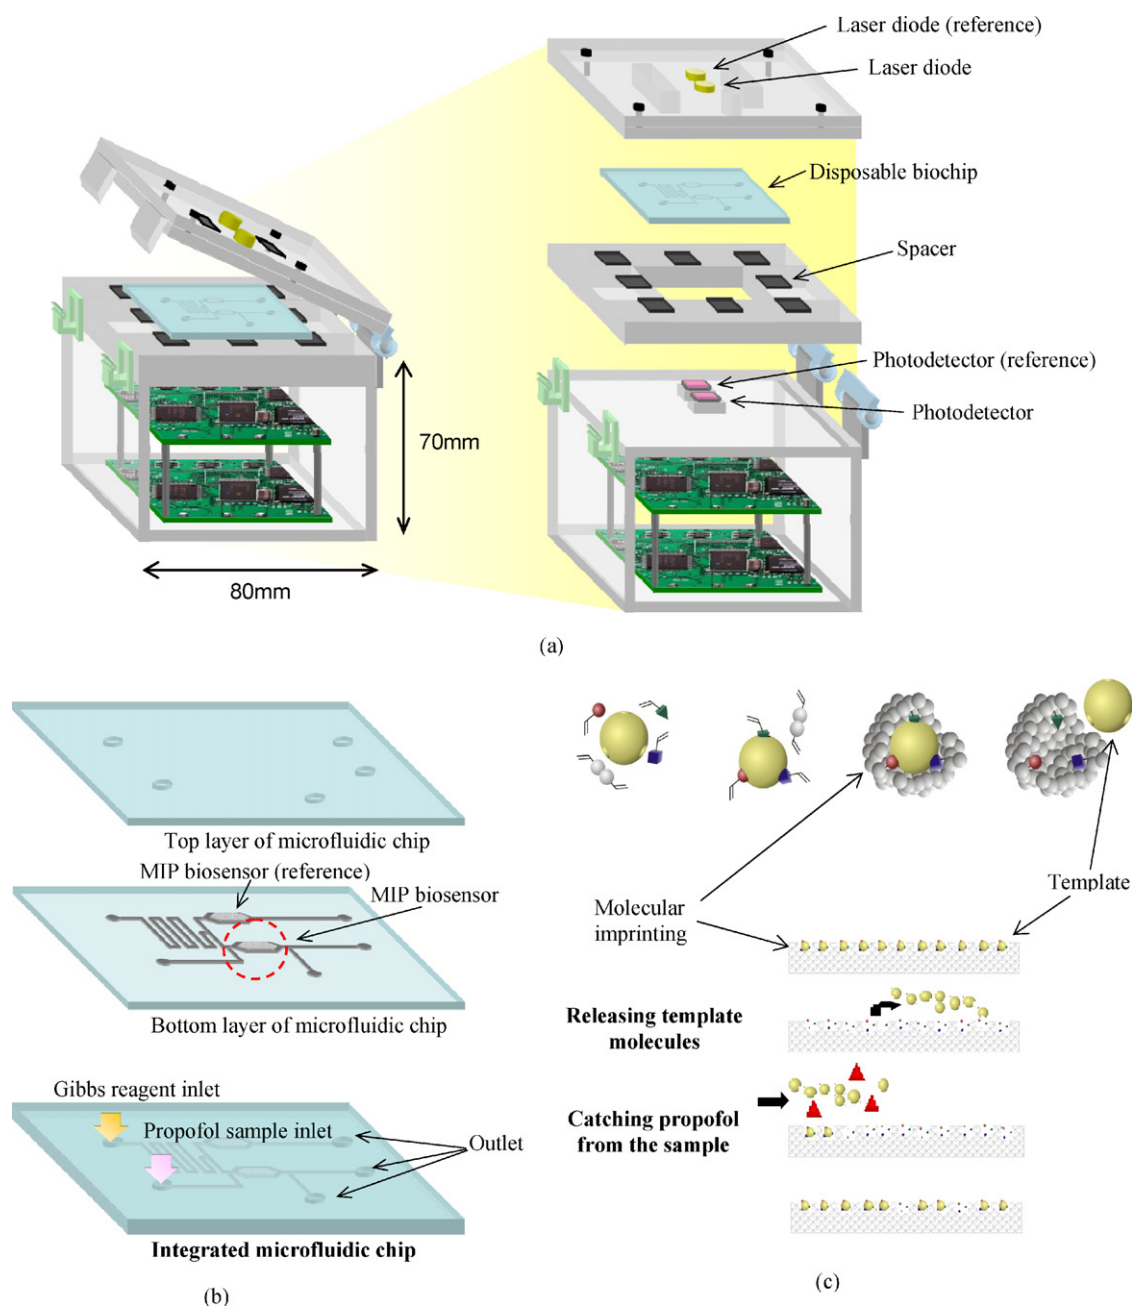 Laser diode (reference)
Laser diode
Disposable biochip
Spacer
Photodetector (reference)
Photodetector
70mm
80mm
(a)
Top layer of microfluidic chip
MIP biosensor (reference)
MIP biosensor
Bottom layer of microfluidic chip
Gibbs reagent inlet
Propofol sample inlet
Outlet
Integrated microfluidic chip
(b)
Template
Molecular
imprinting
Releasing template
molecules
Catching propofol
from the sample
(c)